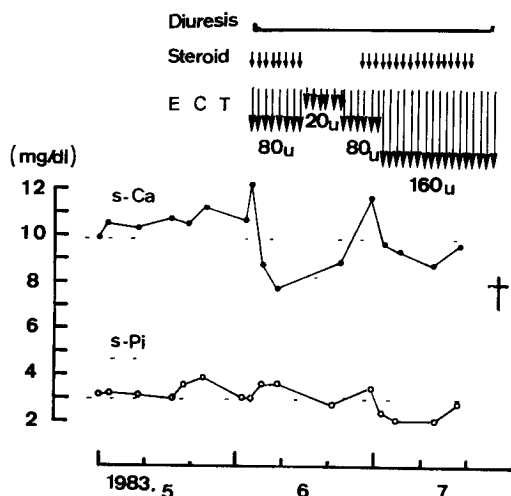 Diuresis
Steroid
E C T
20u
80u
80u
160u
(mg/dl)
12
s-Ca
10
8
6
s-Pi
4
2
1983. 5
6
7